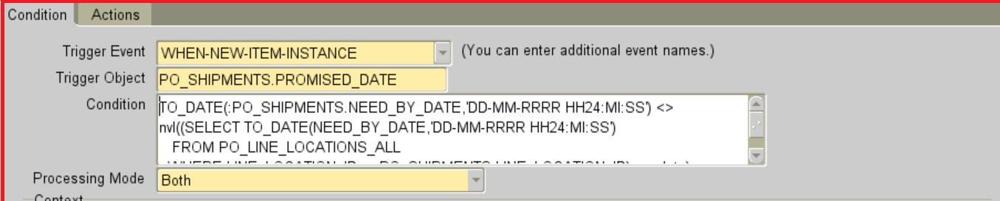 Condition Actions
Trigger Event WHEN-NEW-ITEM-INSTANCE (You can enter additional event names.)
Trigger Object PO_SHIPMENTS.PROMISED_DATE
Condition TO_DATE(:PO_SHIPMENTS.NEED_BY_DATE,'DD-MM-RRRR HH24:MI:SS') <>
nvl((SELECT TO_DATE(NEED_BY_DATE,'DD-MM-RRRR HH24:MI:SS')
FROM PO_LINE_LOCATIONS_ALL
Processing Mode Both
Context